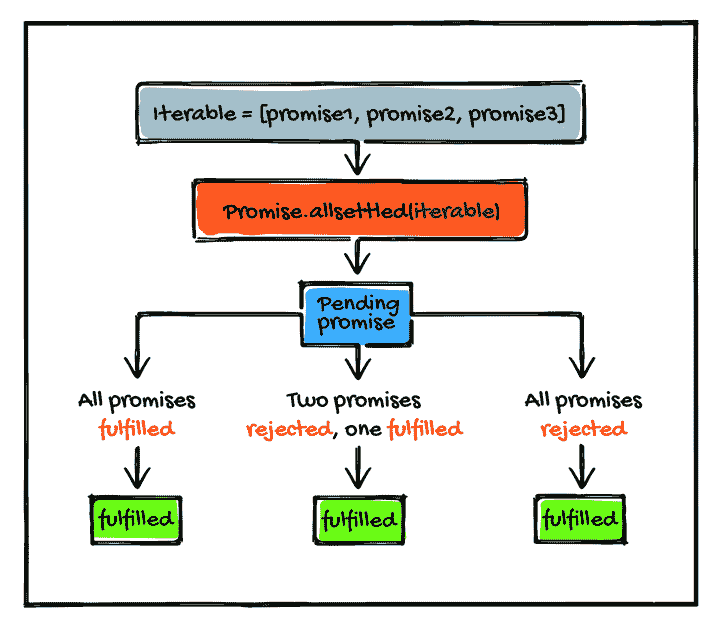 Iterable = [promise1, promise2, promise3]
Promise.allsettled(iterable)
Pending
promise
All promises
fulfilled
Two promises
rejected, one fulfilled
All promises
rejected
fulfilled
fulfilled
fulfilled